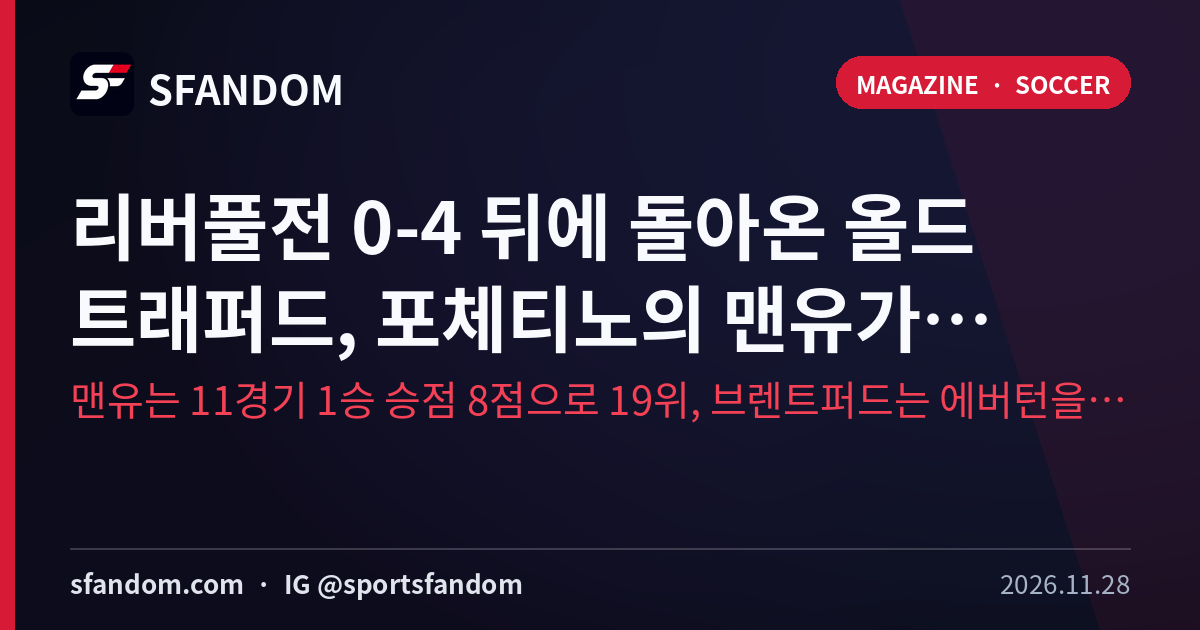 SF SFANDOM
MAGAZINE · SOCCER
리버풀전 0-4 뒤에 돌아온 올드
트래퍼드, 포체티노의 맨유가…
맨유는 11경기 1승 승점 8점으로 19위, 브렌트퍼드는 에버턴을…
sfandom.com · IG @sportsfandom
2026.11.28